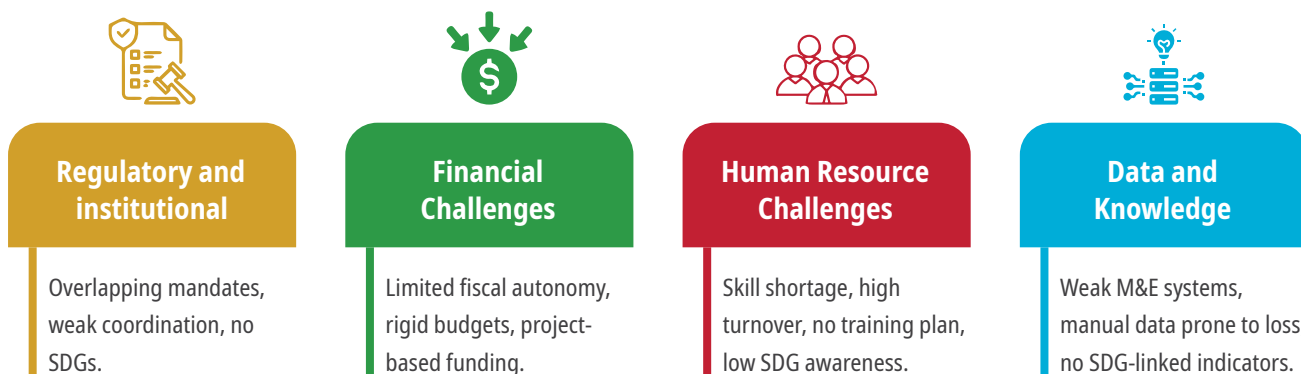 Regulatory and
institutional
Overlapping mandates,
weak coordination, no
SDGs.
Financial
Challenges
Limited fiscal autonomy,
rigid budgets, project-
based funding.
Human Resource
Challenges
Skill shortage, high
turnover, no training plan,
low SDG awareness.
Data and
Knowledge
Weak M&E systems,
manual data prone to loss
no SDG-linked indicators.